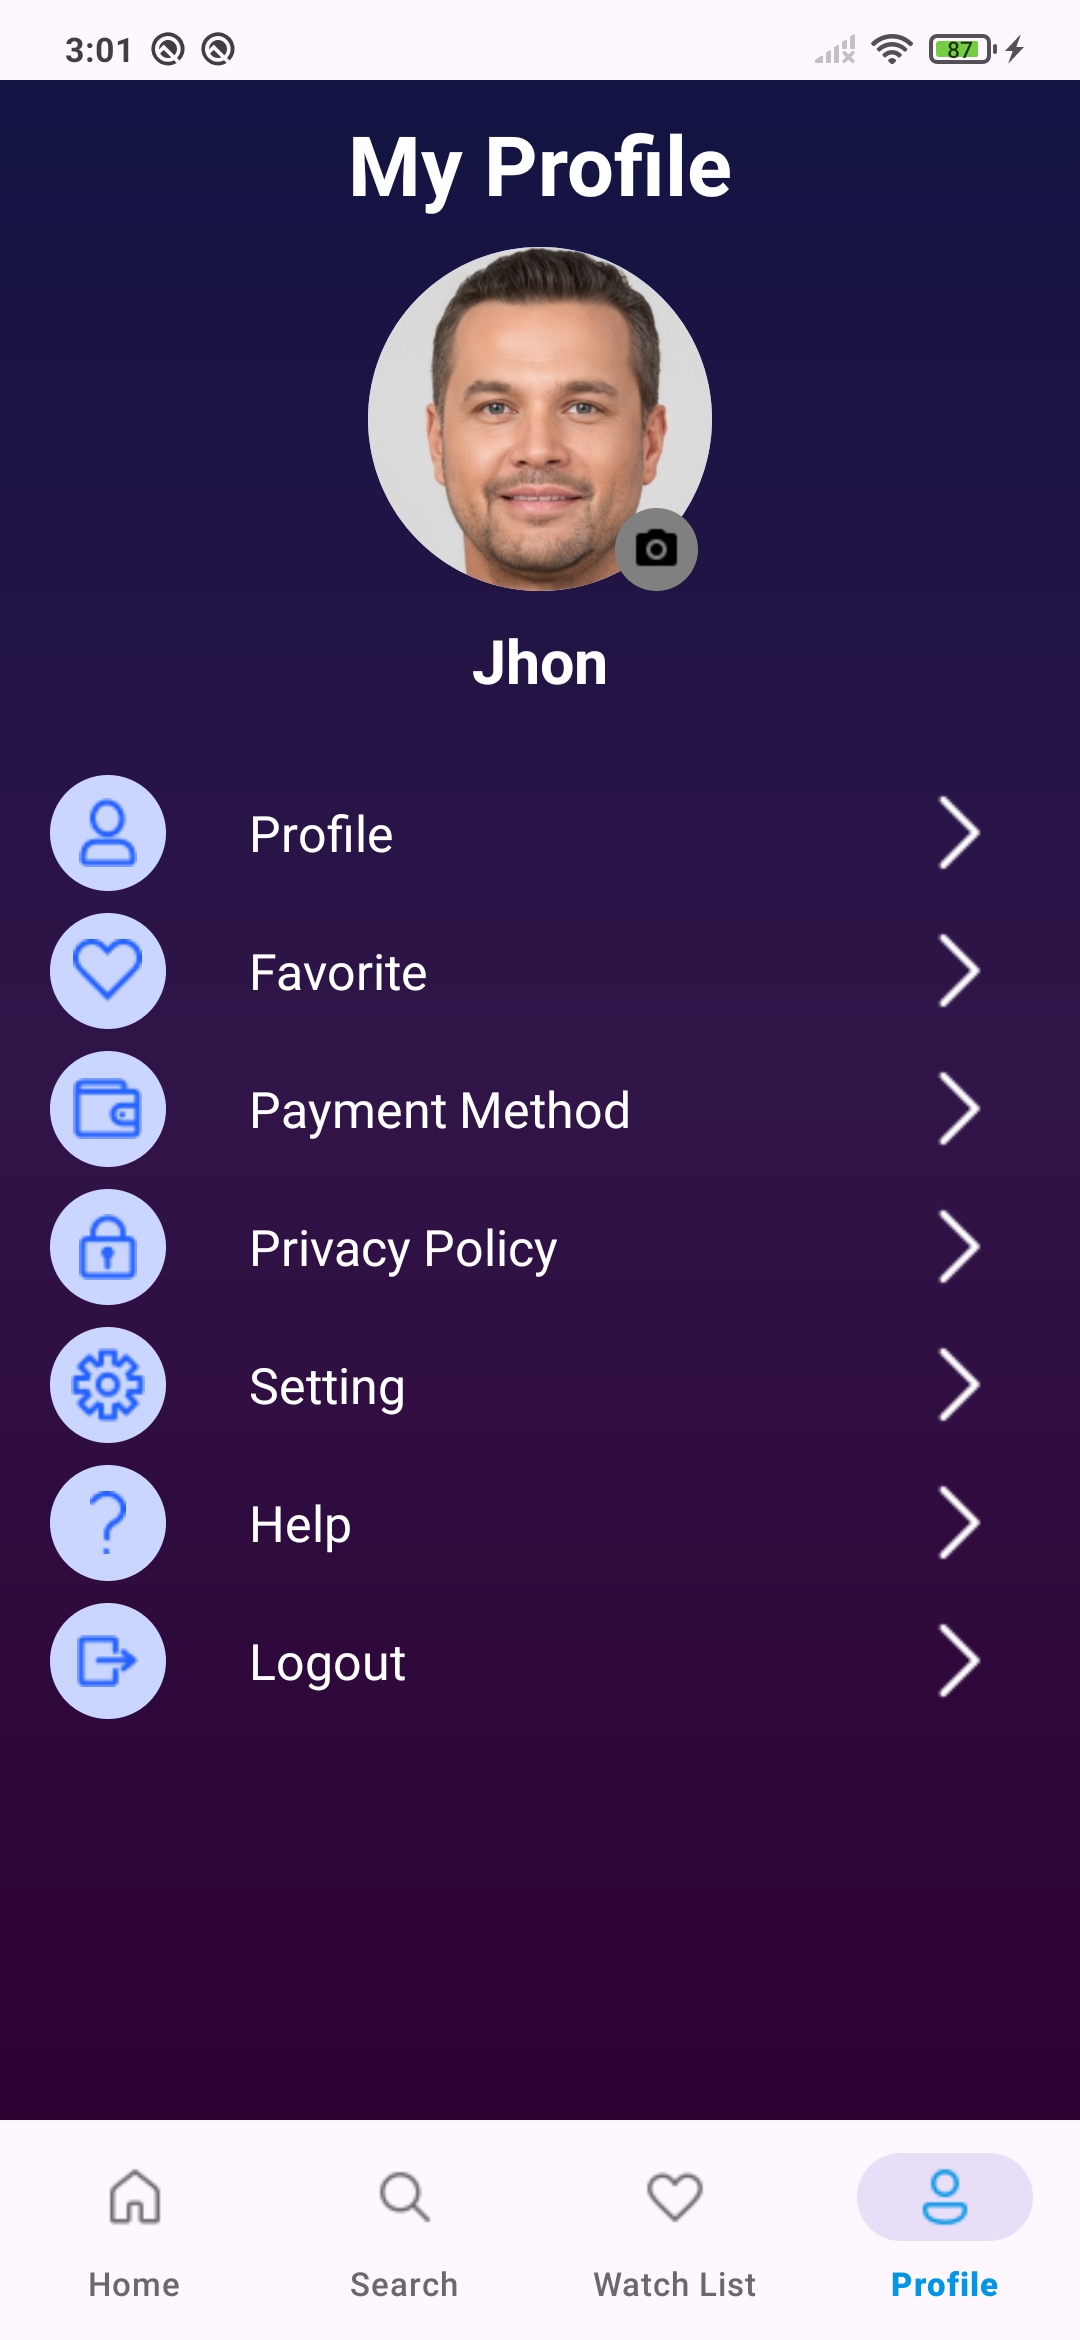 3:01
87
My Profile
Jhon
Profile
Favorite
Payment Method
Privacy Policy
Setting
Help
Logout
Home
Search
Watch List
Profile